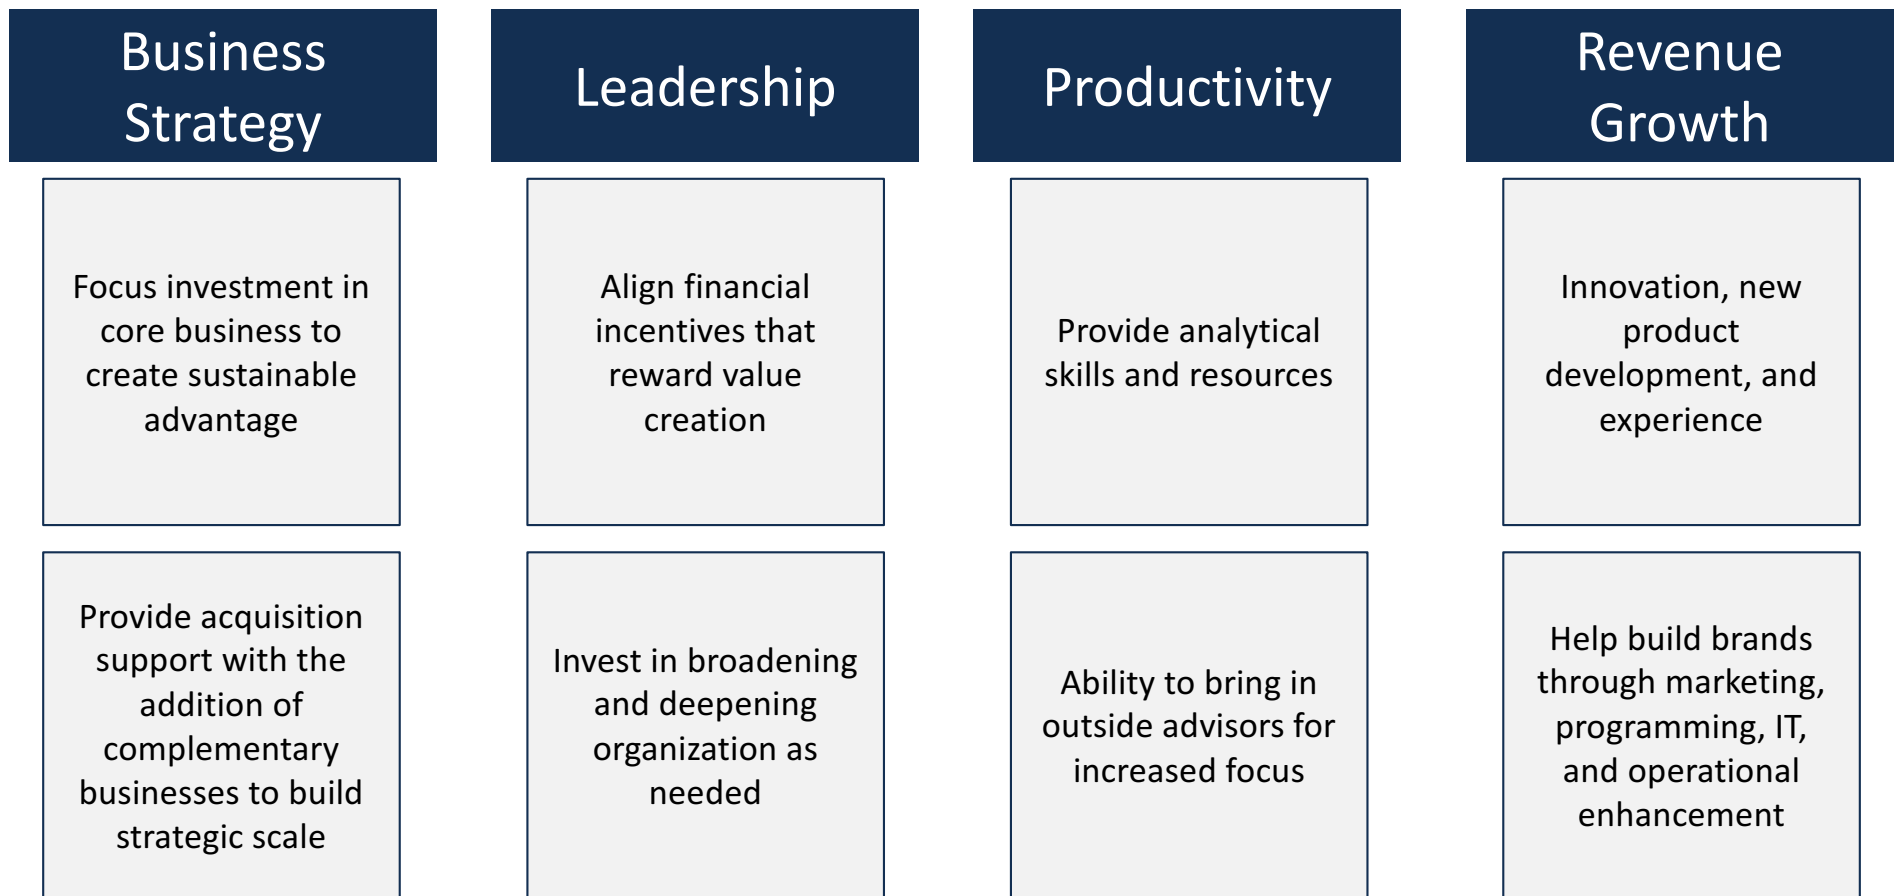 Business
Strategy
Leadership
Productivity
Revenue
Growth
Focus investment in
core business to
create sustainable
advantage
Align financial
incentives that
reward value
creation
Provide analytical
skills and resources
Innovation, new
product
development, and
experience
Provide acquisition
support with the
addition of
complementary
businesses to build
strategic scale
Invest in broadening
and deepening
organization as
needed
Ability to bring in
outside advisors for
increased focus
Help build brands
through marketing,
programming, IT,
and operational
enhancement